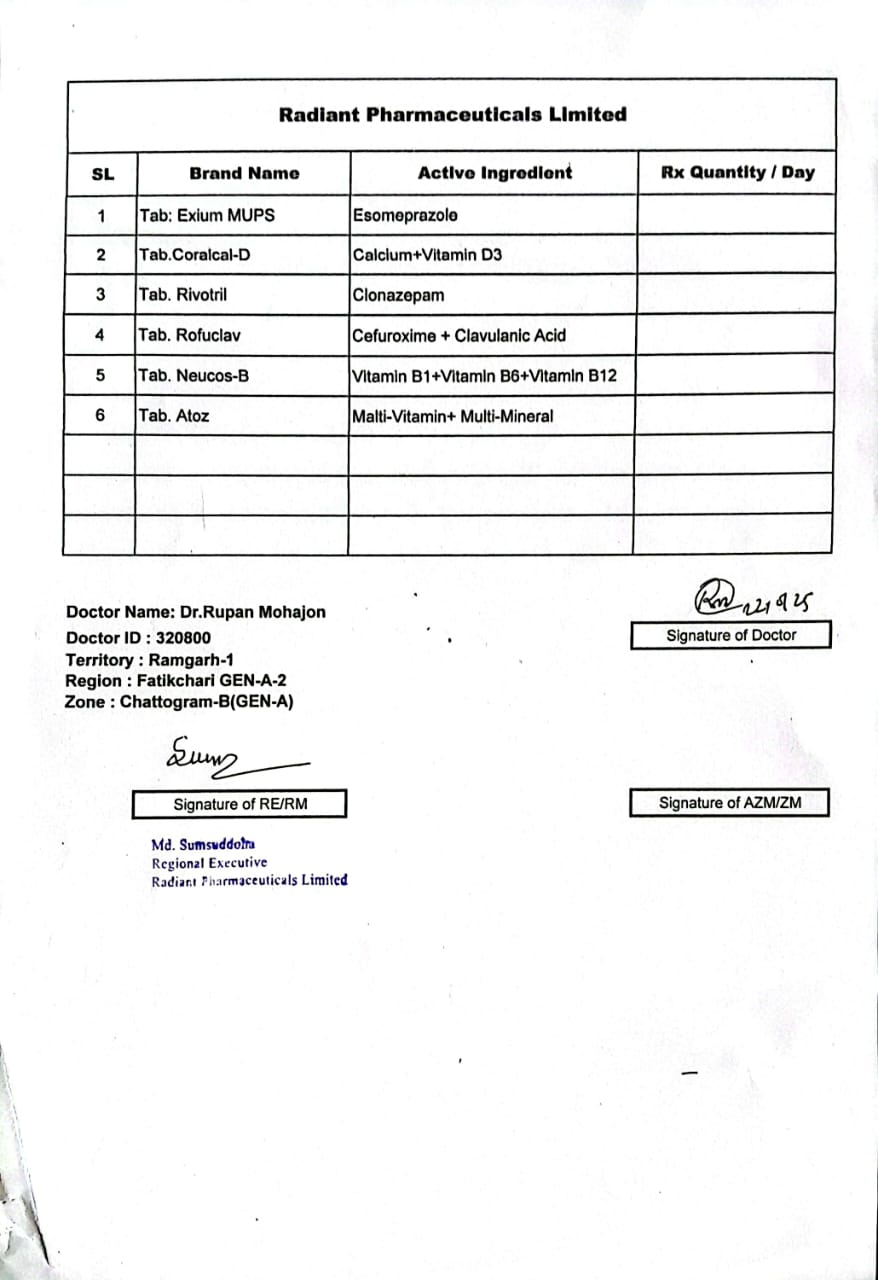 Radiant Pharmaceuticals Limited
SL Brand Name Active Ingredient Rx Quantity / Day
1 Tab: Exium MUPS Esomeprazole
2 Tab.Coralcal-D Calcium+Vitamin D3
3 Tab. Rivotril Clonazepam
4 Tab. Rofuclav Cefuroxime + Clavulanic Acid
5 Tab. Neucos-B Vitamin B1+Vitamin B6+Vitamin B12
6 Tab. Atoz Malti-Vitamin+ Multi-Mineral
Doctor Name: Dr.Rupan Mohajon
Doctor ID : 320800
Territory : Ramgarh-1
Region : Fatikchari GEN-A-2
Zone : Chattogram-B(GEN-A)
Signature of Doctor
Signature of RE/RM
Signature of AZM/ZM
Md.
Regional Executive
Radiant Pharmaceuticals Limited